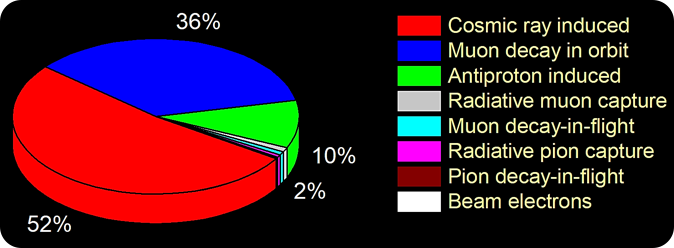 36%
52%
10%
2%
Cosmic ray induced
Muon decay in orbit
Antiproton induced
Radiative muon capture
Muon decay-in-flight
Radiative pion capture
Pion decay-in-flight
Beam electrons